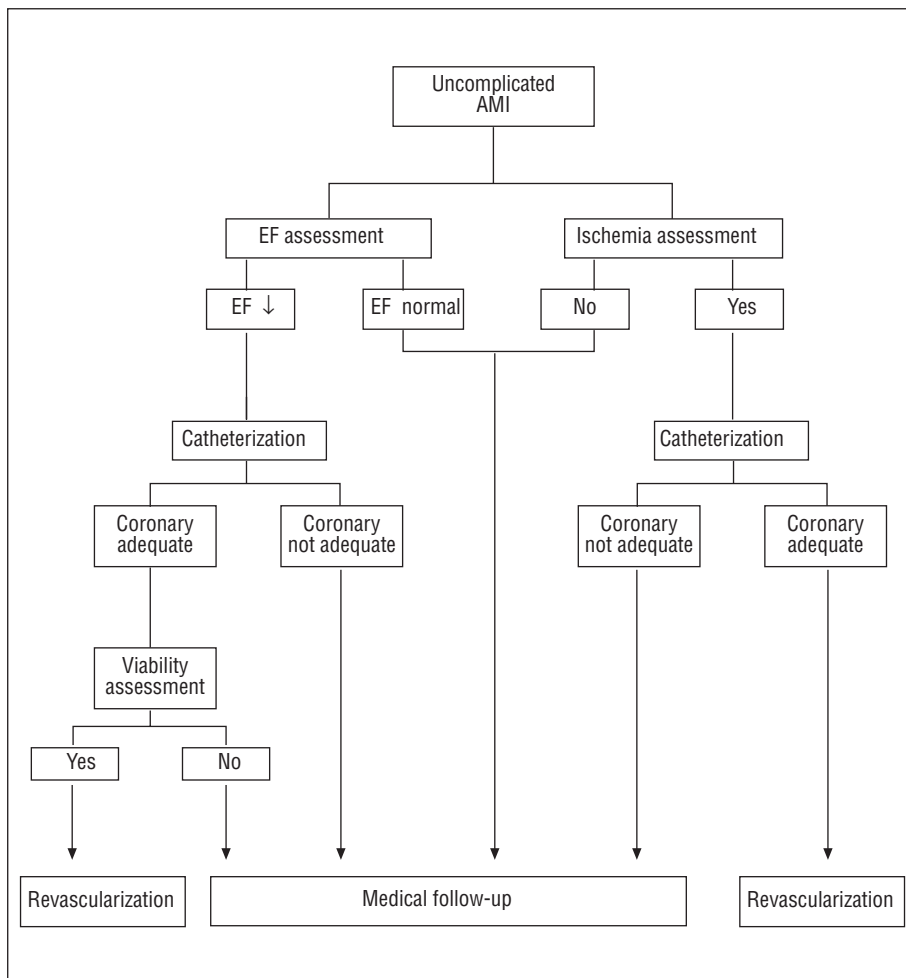 Uncomplicated
AMI
EF assessment
Ischemia assessment
EF ↓
EF normal
No
Yes
Catheterization
Catheterization
Coronary
adequate
Coronary
not adequate
Coronary
not adequate
Coronary
adequate
Viability
assessment
Yes
No
Revascularization
Medical follow-up
Revascularization